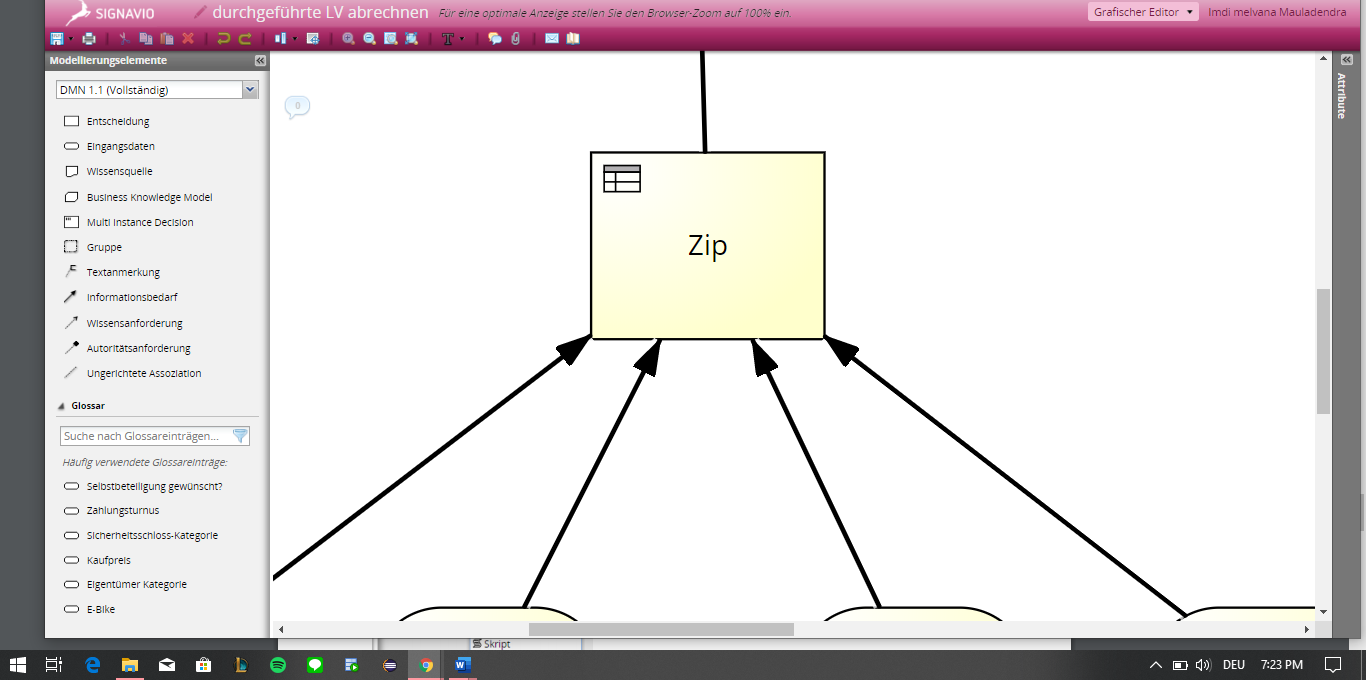 SIGNAVIO
durchgeführte LV abrechnen
Für eine optimale Anzeige stellen Sie den Browser-Zoom auf 100% ein.
Grafischer Editor
Imdi melvana Mauladendra
Modellierungselemente
DMN 1.1 (Vollständig)
Entscheidung
Eingangsdaten
Wissensquelle
Business Knowledge Model
Multi Instance Decision
Gruppe
Textanmerkung
Informationsbedarf
Wissensanforderung
Autoritätsanforderung
Ungerichtete Assoziation
Glossar
Suche nach Glossareinträgen...
Häufig verwendete Glossareinträge:
Selbstbeteiligung gewünscht?
Zahlungsturnus
Sicherheitsschloss-Kategorie
Kaufpreis
Eigentümer Kategorie
E-Bike
0
Zip
Attribute
Skript
DEU
7:23 PM